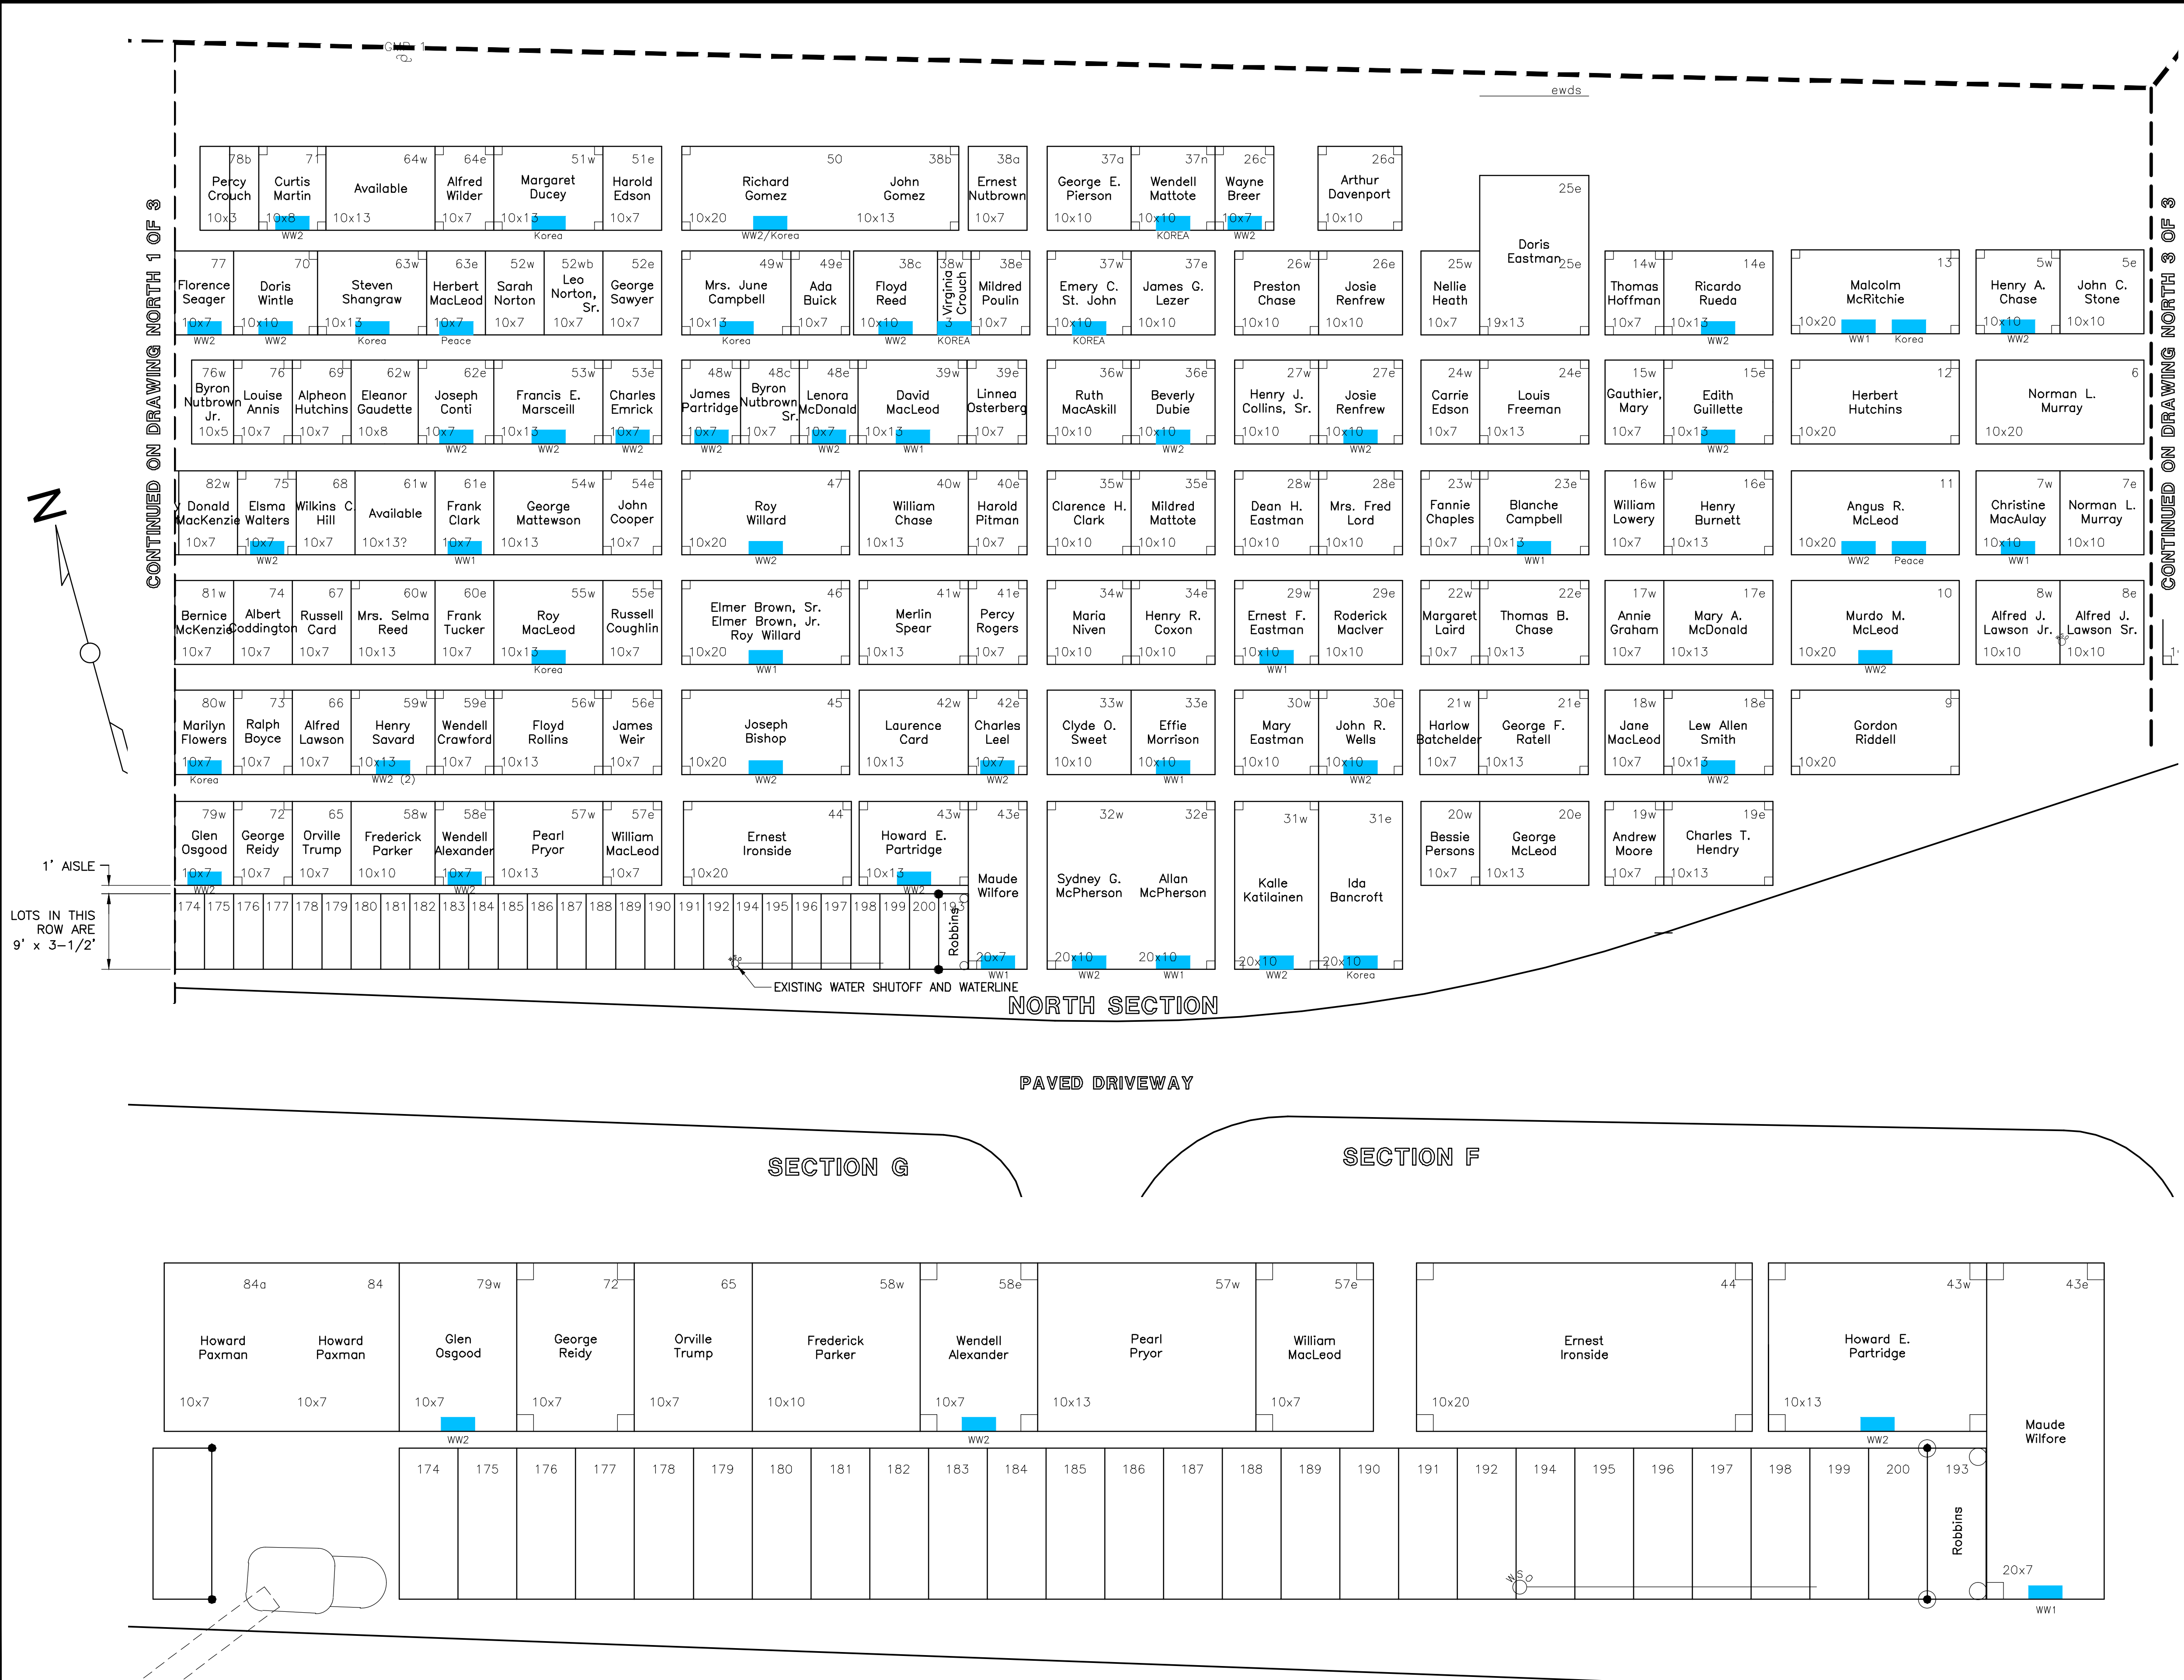 GMP 1
ewds
CONTINUED ON DRAWING NORTH 1 OF 3
CONTINUED ON DRAWING NORTH 3 OF 3
N
78b
Percy
Crouch
10x3
71
Curtis
Martin
10x8
WW2
64w
Available
10x13
64e
Alfred
Wilder
10x7
51w
Margaret
Ducey
10x13
Korea
51e
Harold
Edson
10x7
50
Richard
Gomez
10x20
WW2/Korea
38b
John
Gomez
10x13
38a
Ernest
Nutbrown
10x7
37a
George E.
Pierson
10x10
37n
Wendell
Mattote
10x10
KOREA
26c
Wayne
Breer
10x7
WW2
26a
Arthur
Davenport
10x10
25e
Doris
Eastman
25e
19x13
77
Florence
Seager
10x7
WW2
70
Doris
Wintle
10x10
WW2
63w
Steven
Shangraw
10x13
Korea
63e
Herbert
MacLeod
10x7
Peace
52w
Sarah
Norton
10x7
52wb
Leo
Norton,
Sr.
10x7
52e
George
Sawyer
10x7
49w
Mrs. June
Campbell
10x13
Korea
49e
Ada
Buick
10x7
38c
Floyd
Reed
10x10
WW2
38w
Virginia
Crouch
3
KOREA
38e
Mildred
Poulin
10x7
37w
Emery C.
St. John
10x10
KOREA
37e
James G.
Lezer
10x10
26w
Preston
Chase
10x10
26e
Josie
Renfrew
10x10
25w
Nellie
Heath
10x7
14w
Thomas
Hoffman
10x7
14e
Ricardo
Rueda
10x13
WW2
13
Malcolm
McRitchie
10x20
WW1
Korea
5w
Henry A.
Chase
10x10
WW2
5e
John C.
Stone
10x10
76w
Byron
Nutbrown
Jr.
10x5
76
Louise
Annis
10x7
69
Alpheon
Hutchins
10x7
62w
Eleanor
Gaudette
10x8
62e
Joseph
Conti
10x7
WW2
53w
Francis E.
Marsceill
10x13
WW2
53e
Charles
Emrick
10x7
WW2
48w
James
Partridge
10x7
WW2
48c
Byron
Nutbrown
Sr.
10x7
48e
Lenora
McDonald
10x7
WW2
39w
David
MacLeod
10x13
WW1
39e
Linnea
Osterberg
10x7
36w
Ruth
MacAskill
10x10
36e
Beverly
Dubie
10x10
WW2
27w
Henry J.
Collins, Sr.
10x10
27e
Josie
Renfrew
10x10
WW2
24w
Carrie
Edson
10x7
24e
Louis
Freeman
10x13
15w
Gauthier,
Mary
10x7
15e
Edith
Guillette
10x13
WW2
12
Herbert
Hutchins
10x20
6
Norman L.
Murray
10x20
82w
Donald
MacKenzie
10x7
75
Elsma
Walters
10x7
WW2
68
Wilkins C.
Hill
10x7
61w
Available
10x13?
61e
Frank
Clark
10x7
WW1
54w
George
Mattewson
10x13
54e
John
Cooper
10x7
47
Roy
Willard
10x20
WW2
40w
William
Chase
10x13
40e
Harold
Pitman
10x7
35w
Clarence H.
Clark
10x10
35e
Mildred
Mattote
10x10
28w
Dean H.
Eastman
10x10
28e
Mrs. Fred
Lord
10x10
23w
Fannie
Chaples
10x7
23e
Blanche
Campbell
10x13
WW1
16w
William
Lowery
10x7
16e
Henry
Burnett
10x13
11
Angus R.
McLeod
10x20
WW2
Peace
7w
Christine
MacAulay
10x10
WW1
7e
Norman L.
Murray
10x10
81w
Bernice
McKenzie
10x7
74
Albert
Coddington
10x7
67
Russell
Card
10x7
60w
Mrs. Selma
Reed
10x13
60e
Frank
Tucker
10x7
55w
Roy
MacLeod
10x13
Korea
55e
Russell
Coughlin
10x7
46
Elmer Brown, Sr.
Elmer Brown, Jr.
Roy Willard
10x20
WW1
41w
Merlin
Spear
10x13
41e
Percy
Rogers
10x7
34w
Maria
Niven
10x10
34e
Henry R.
Coxon
10x10
29w
Ernest F.
Eastman
10x10
WW1
29e
Roderick
MacIver
10x10
22w
Margaret
Laird
10x7
22e
Thomas B.
Chase
10x13
17w
Annie
Graham
10x7
17e
Mary A.
McDonald
10x13
10
Murdo M.
McLeod
10x20
WW2
8w
Alfred J.
Lawson Jr.
10x10
8e
Alfred J.
Lawson Sr.
10x10
80w
Marilyn
Flowers
10x7
Korea
73
Ralph
Boyce
10x7
66
Alfred
Lawson
10x7
59w
Henry
Savard
10x13
WW2 (2)
59e
Wendell
Crawford
10x7
56w
Floyd
Rollins
10x13
56e
James
Weir
10x7
45
Joseph
Bishop
10x20
WW2
42w
Laurence
Card
10x13
42e
Charles
Leel
10x7
WW2
33w
Clyde O.
Sweet
10x10
33e
Effie
Morrison
10x10
WW1
30w
Mary
Eastman
10x10
30e
John R.
Wells
10x10
WW2
21w
Harlow
Batchelder
10x7
21e
George F.
Ratell
10x13
18w
Jane
MacLeod
10x7
18e
Lew Allen
Smith
10x13
WW2
9
Gordon
Riddell
10x20
79w
Glen
Osgood
10x7
WW2
72
George
Reidy
10x7
65
Orville
Trump
10x7
58w
Frederick
Parker
10x10
58e
Wendell
Alexander
10x7
WW2
57w
Pearl
Pryor
10x13
57e
William
MacLeod
10x7
44
Ernest
Ironside
10x20
43w
Howard E.
Partridge
10x13
WW2
43e
Maude
Wilfore
20x7
WW1
32w
Sydney G.
McPherson
20x10
WW2
32e
Allan
McPherson
20x10
WW1
31w
Kalle
Katilainen
20x10
WW2
31e
Ida
Bancroft
20x10
Korea
20w
Bessie
Persons
10x7
20e
George
McLeod
10x13
19w
Andrew
Moore
10x7
19e
Charles T.
Hendry
10x13
1' AISLE
LOTS IN THIS
ROW ARE
9' x 3-1/2'
174 175 176 177 178 179 180 181 182 183 184 185 186 187 188 189 190 191 192 194 195 196 197 198 199 200 193
Robbins
EXISTING WATER SHUTOFF AND WATERLINE
NORTH SECTION
PAVED DRIVEWAY
SECTION G
SECTION F
84a
Howard
Paxman
10x7
84
Howard
Paxman
10x7
79w
Glen
Osgood
10x7
WW2
72
George
Reidy
10x7
65
Orville
Trump
10x7
58w
Frederick
Parker
10x10
58e
Wendell
Alexander
10x7
WW2
57w
Pearl
Pryor
10x13
57e
William
MacLeod
10x7
44
Ernest
Ironside
10x20
43w
Howard E.
Partridge
10x13
WW2
43e
Maude
Wilfore
20x7
WW1
174 175 176 177 178 179 180 181 182 183 184 185 186 187 188 189 190 191 192 194 195 196 197 198 199 200 193
Robbins
WSO